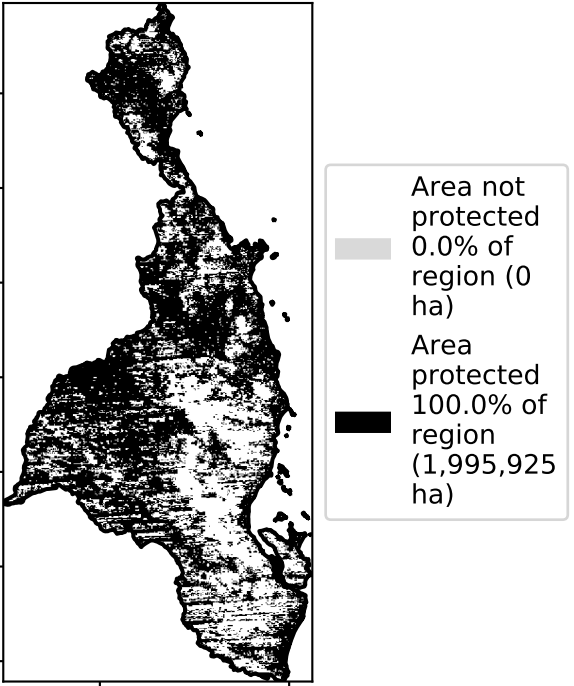 Area not
protected
0.0% of
region (0
ha)
Area
protected
100.0% of
region
(1,995,925
ha)